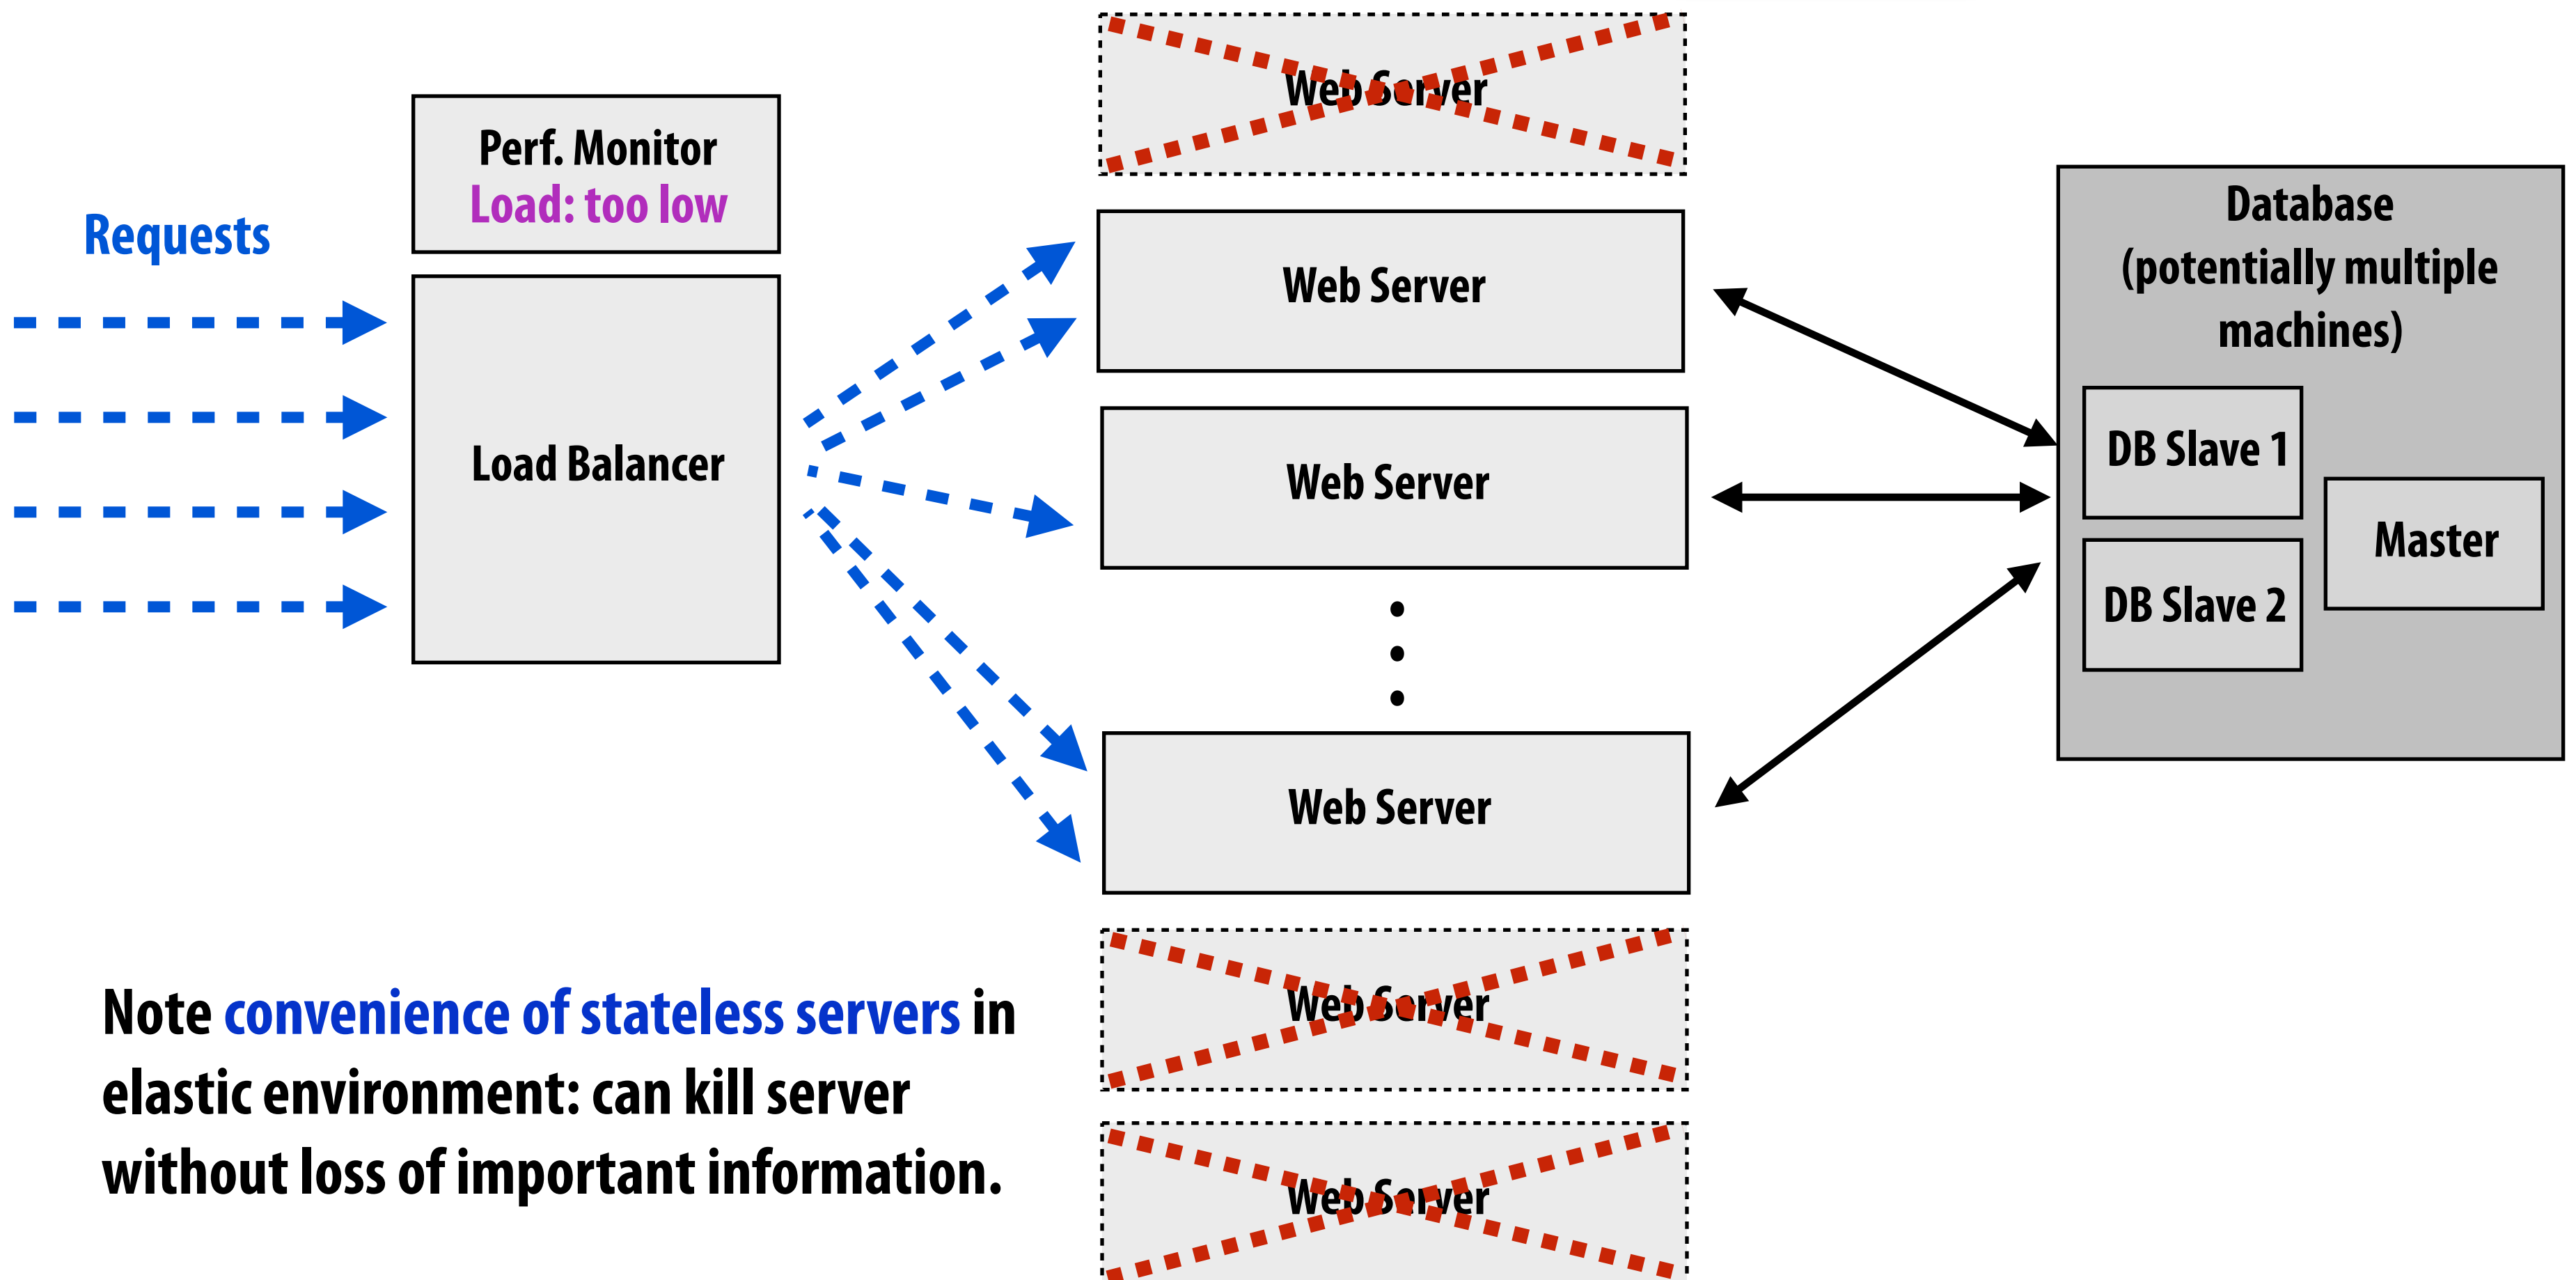 Web Server
Perf. Monitor
Load: too low
Requests
Load Balancer
Web Server
Web Server
Web Server
Web Server
Web Server
Database
(potentially multiple
machines)
DB Slave 1
Master
DB Slave 2
Note convenience of stateless servers in
elastic environment: can kill server
without loss of important information.